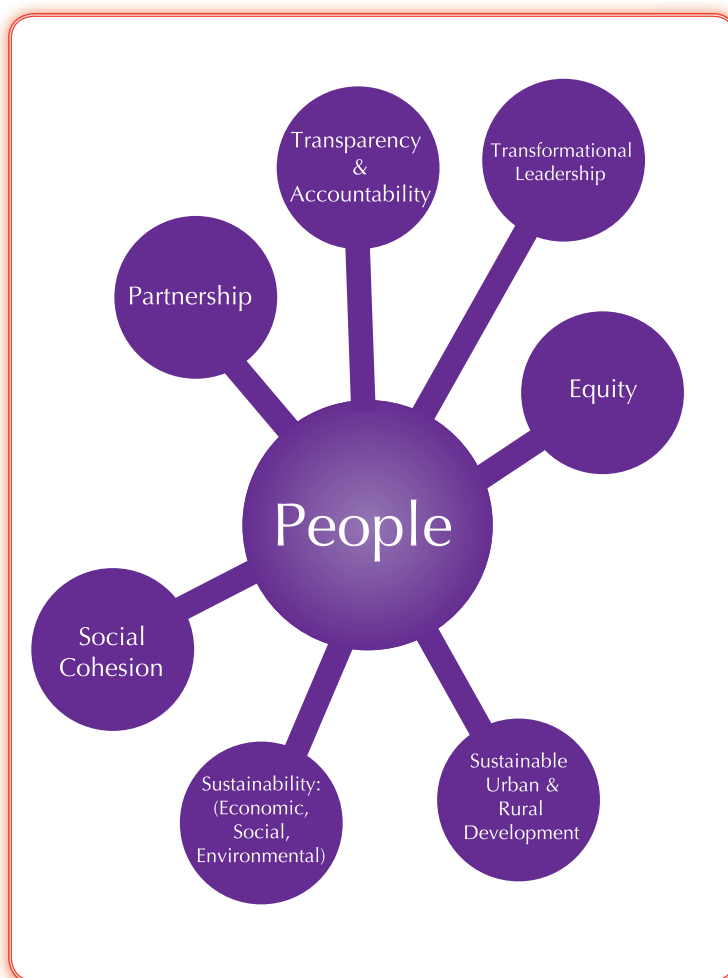 Transparency
&
Accountability
Transformational
Leadership
Partnership
Equity
People
Social
Cohesion
Sustainability:
(Economic,
Social,
Environmental)
Sustainable
Urban &
Rural
Development